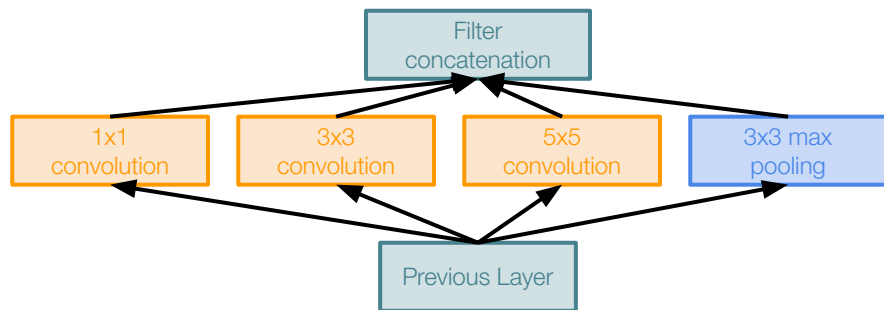 Filter
concatenation
1x1
convolution
3x3
convolution
5x5
convolution
3x3 max
pooling
Previous Layer